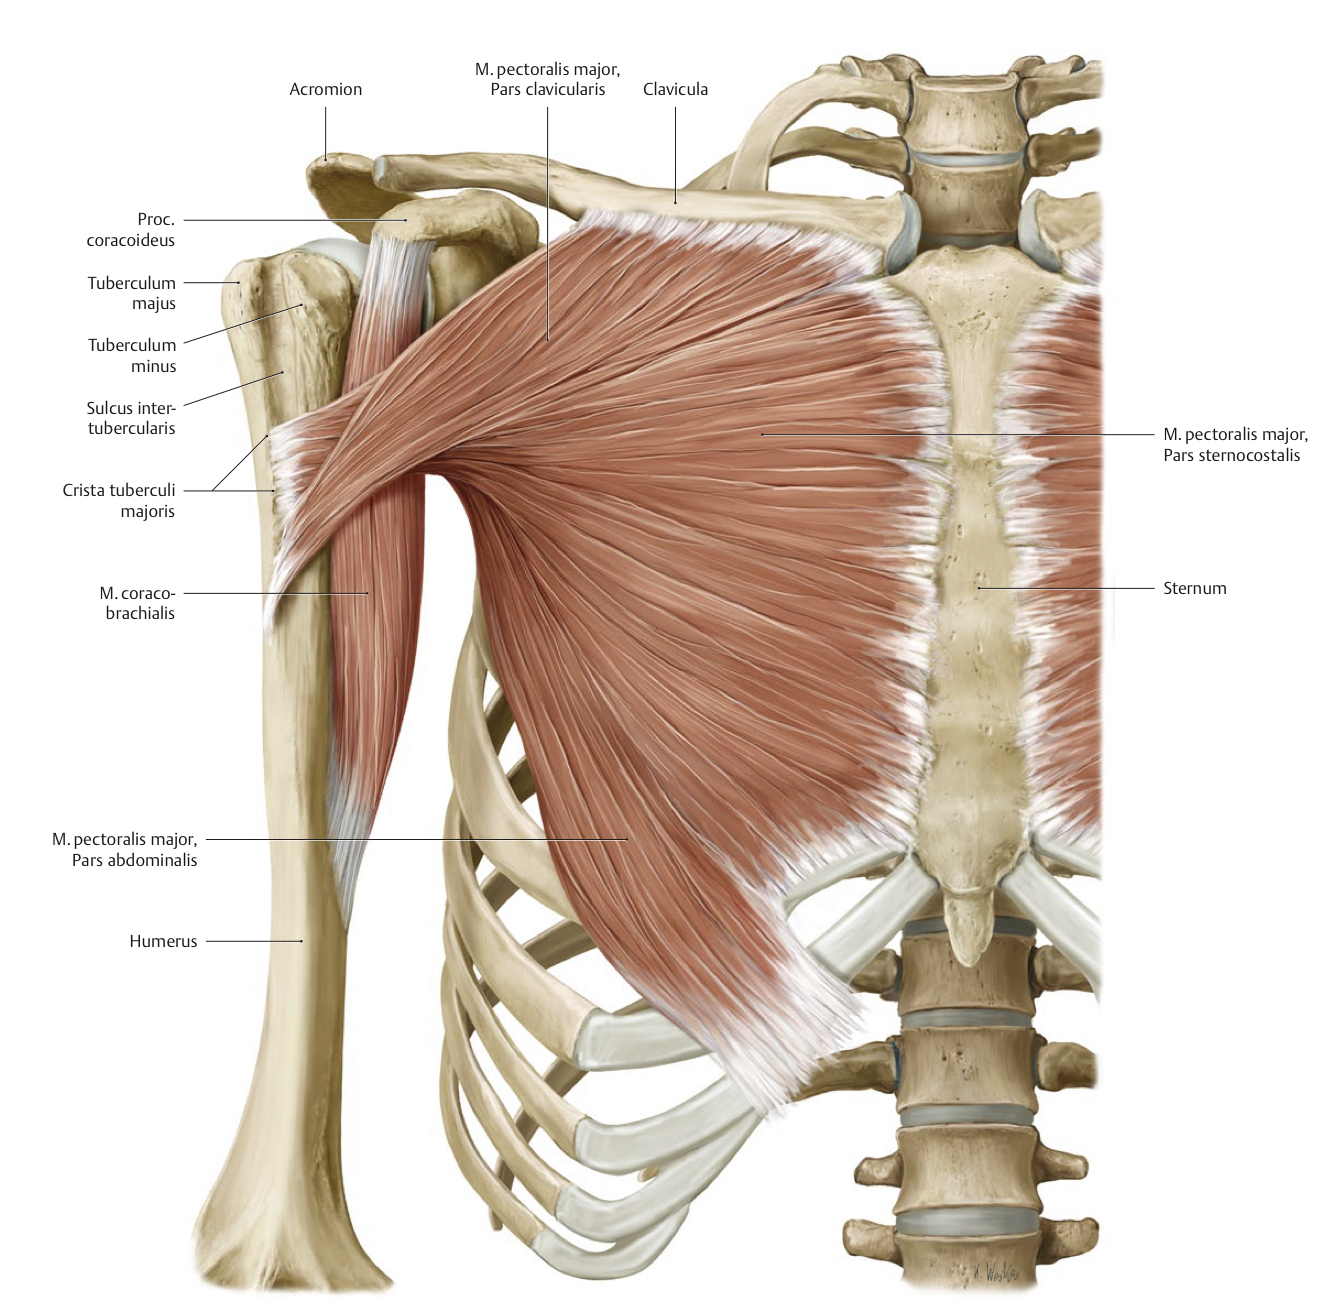 M. pectoralis major,
Pars clavicularis
Acromion
Clavicula
Proc.
coracoideus
Tuberculum
majus
Tuberculum
minus
Sulcus inter-
tubercularis
Crista tuberculi
majoris
M. coraco-
brachialis
M. pectoralis major,
Pars abdominalis
Humerus
M. pectoralis major,
Pars sternocostalis
Sternum